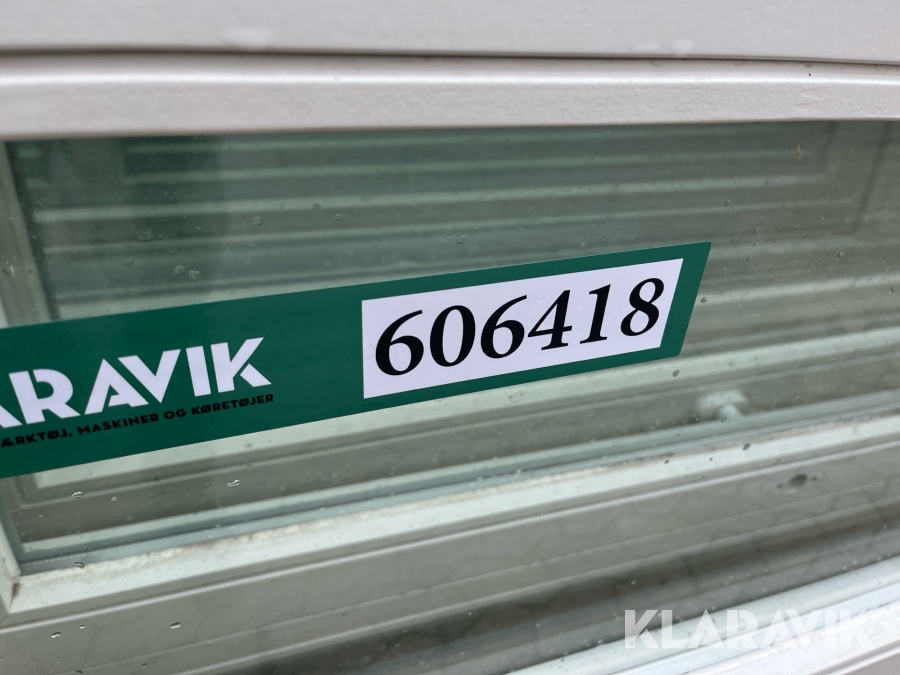 ARAVIK
ÆRKTØJ, MASKINER OG KØRETØJER
606418
KLARAVIK